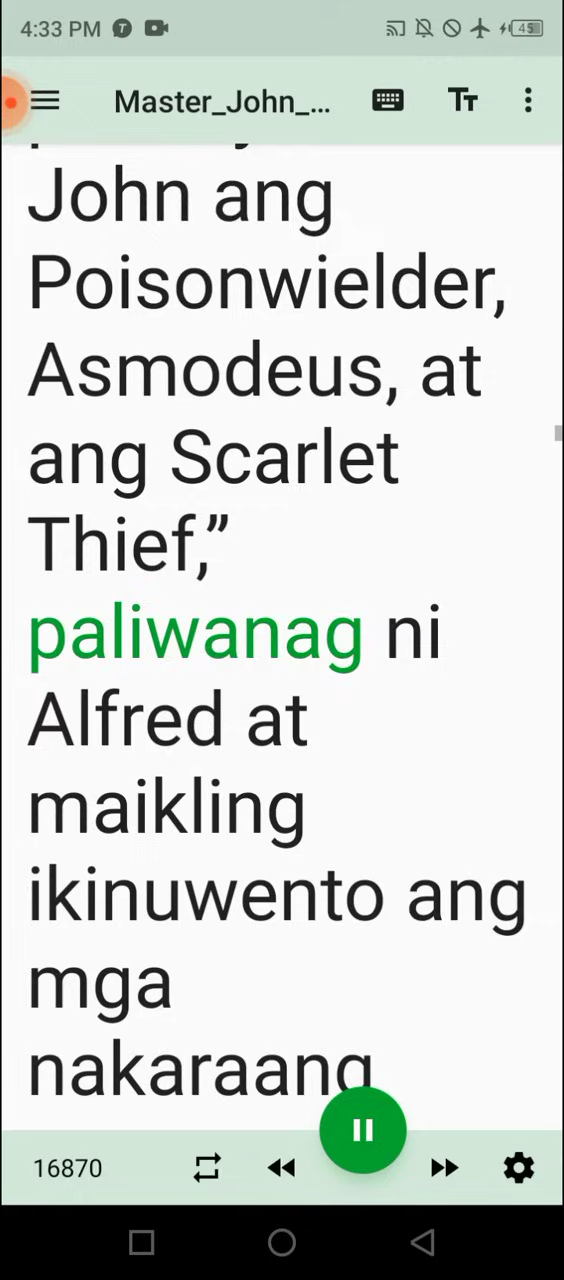 4:33 PM
45
Master_John_...
John ang
Poisonwielder,
Asmodeus, at
ang Scarlet
Thief,”
paliwanag ni
Alfred at
maikling
ikinuwento ang
mga
nakaraang
16870